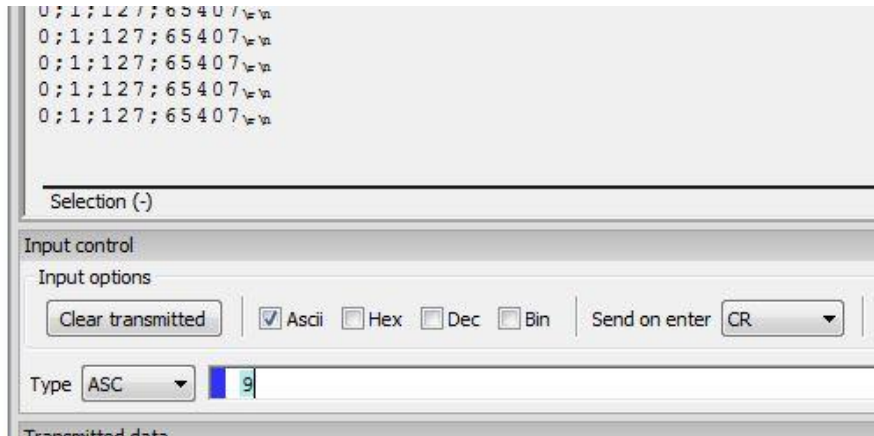 0;1;127;65407\r\n
0;1;127;65407\r\n
0;1;127;65407\r\n
0;1;127;65407\r\n
0;1;127;65407\r\n
Selection (-)
Input control
Input options
Clear transmitted Ascii Hex Dec Bin Send on enter CR
Type ASC 9
Transmitted data